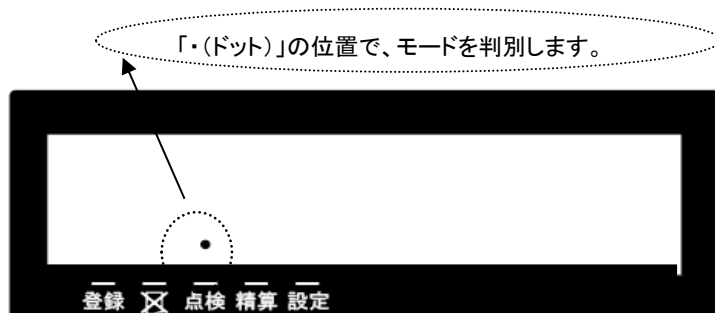 「・(ドット)」の位置で、モードを判別します。
登録 点検 精算 設定